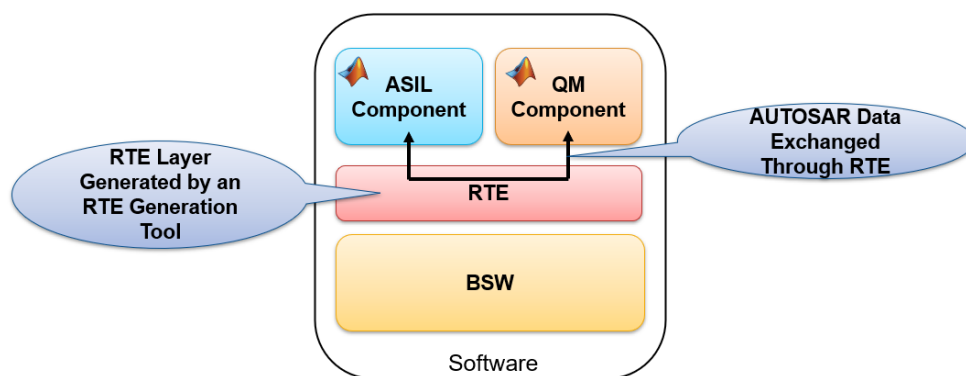 ASIL
Component
QM
Component
AUTOSAR Data
Exchanged
Through RTE
RTE Layer
Generated by an
RTE Generation
Tool
RTE
BSW
Software